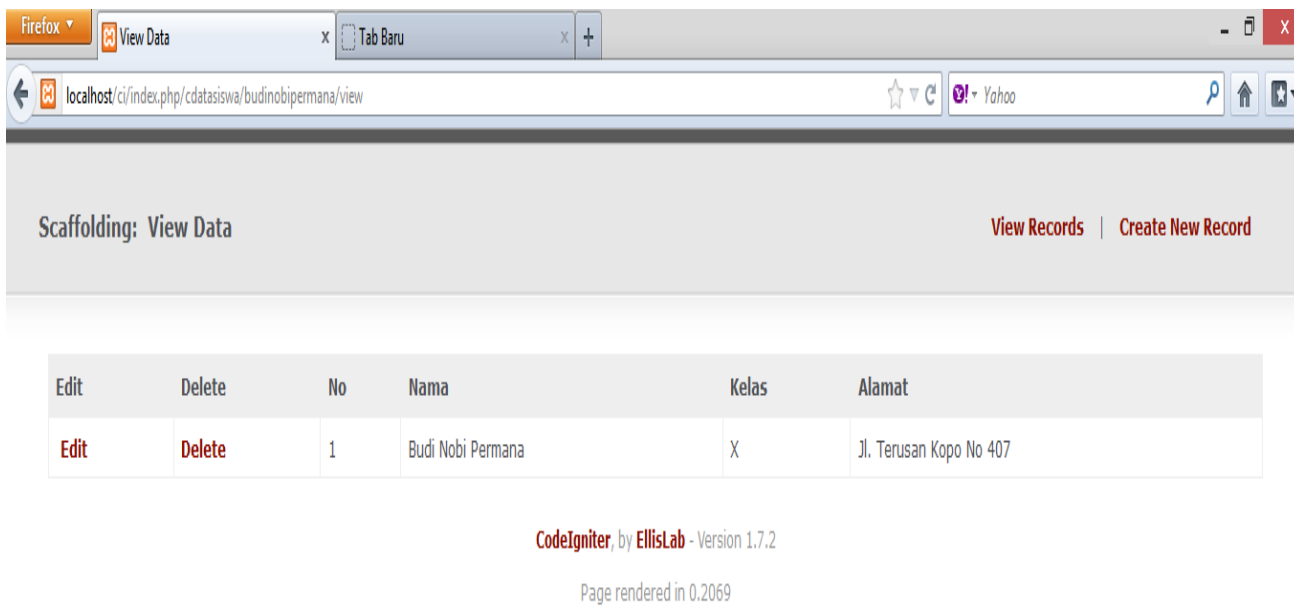 Firefox
View Data x Tab Baru x +
localhost/ci/index.php/cdatasiswa/budinobipermana/view Yahoo
Scaffolding: View Data View Records | Create New Record
Edit Delete No Nama Kelas Alamat
Edit Delete 1 Budi Nobi Permana X Jl. Terusan Kopo No 407
CodeIgniter, by EllisLab - Version 1.7.2
Page rendered in 0.2069